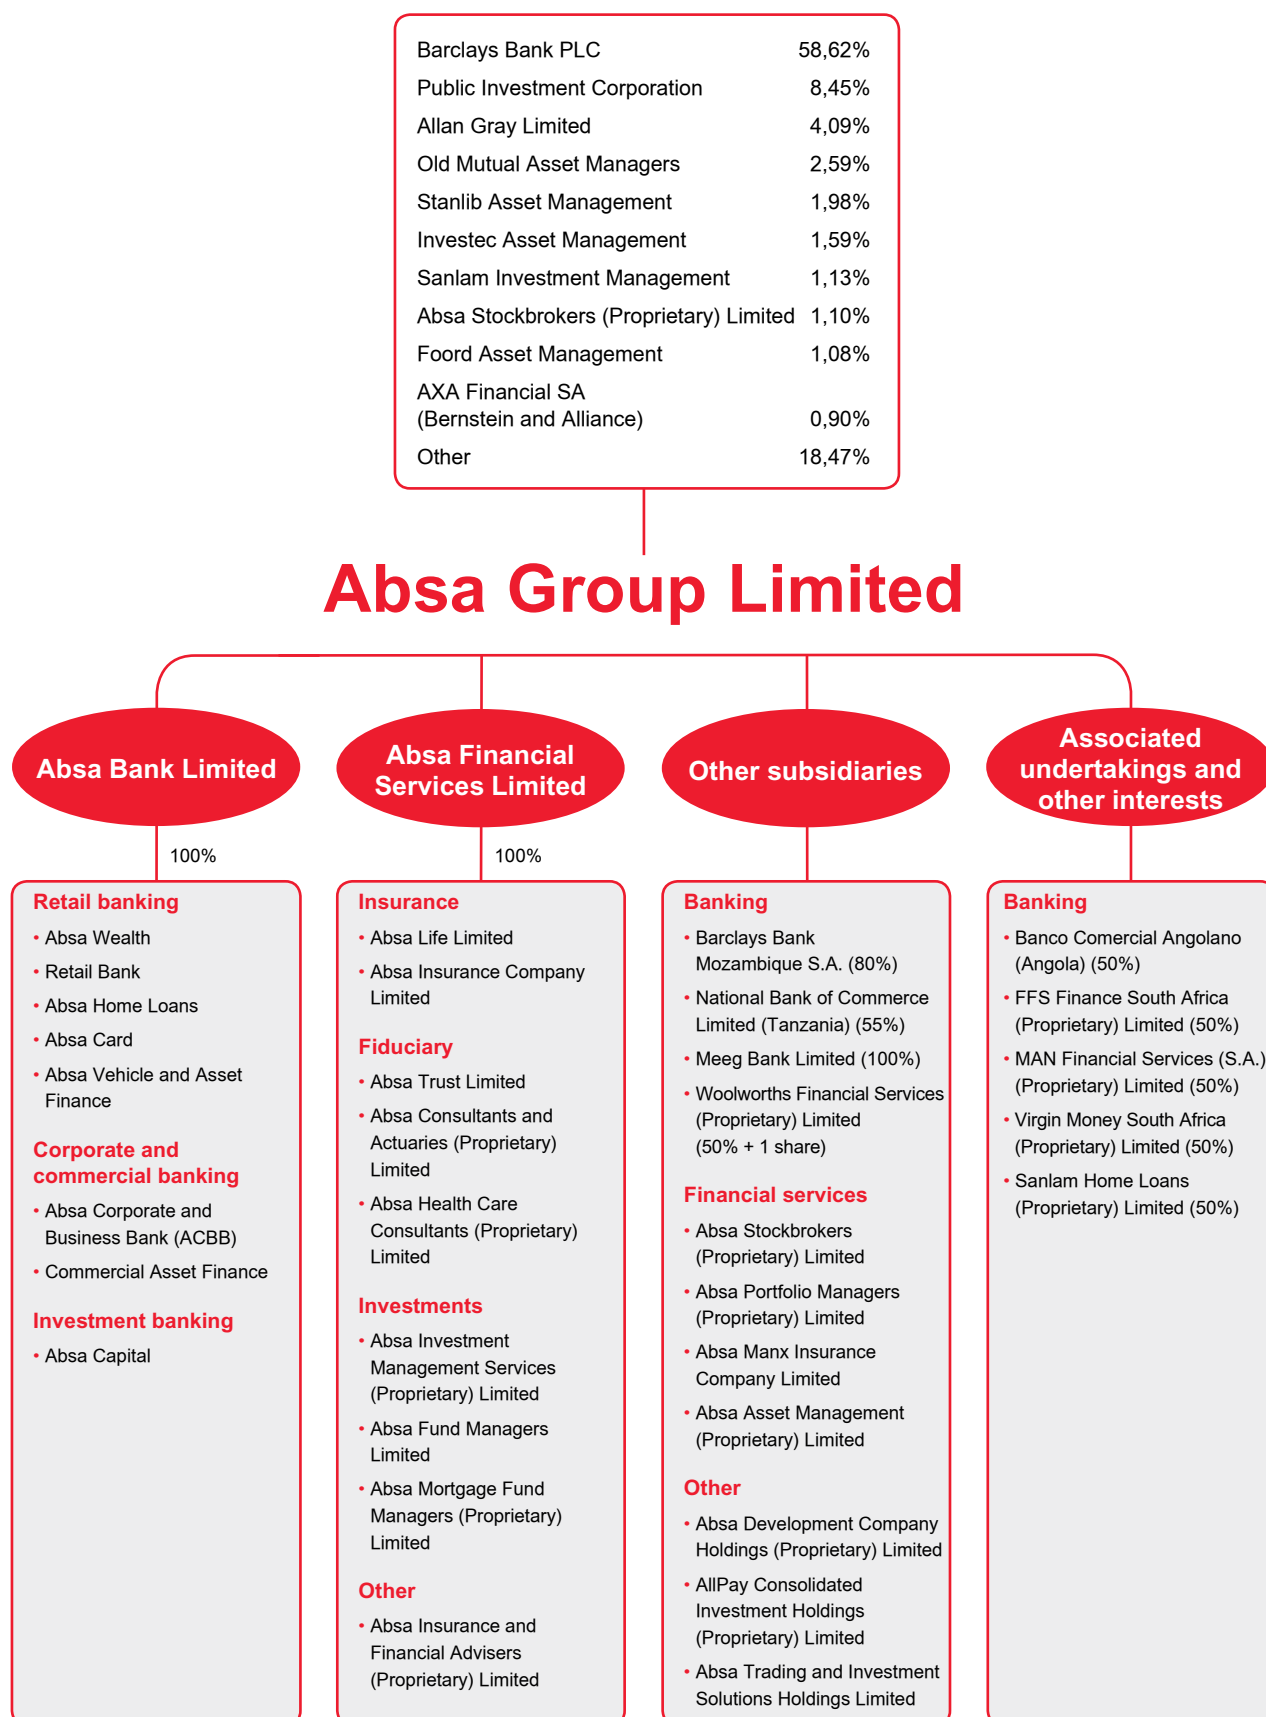 Barclays Bank PLC 58,62%
Public Investment Corporation 8,45%
Allan Gray Limited 4,09%
Old Mutual Asset Managers 2,59%
Stanlib Asset Management 1,98%
Investec Asset Management 1,59%
Sanlam Investment Management 1,13%
Absa Stockbrokers (Proprietary) Limited 1,10%
Foord Asset Management 1,08%
AXA Financial SA
(Bernstein and Alliance) 0,90%
Other 18,47%
Absa Group Limited
Absa Bank Limited
100%
Retail banking
• Absa Wealth
• Retail Bank
• Absa Home Loans
• Absa Card
• Absa Vehicle and Asset
Finance
Corporate and
commercial banking
• Absa Corporate and
Business Bank (ACBB)
• Commercial Asset Finance
Investment banking
• Absa Capital
Absa Financial
Services Limited
100%
Insurance
• Absa Life Limited
• Absa Insurance Company
Limited
Fiduciary
• Absa Trust Limited
• Absa Consultants and
Actuaries (Proprietary)
Limited
• Absa Health Care
Consultants (Proprietary)
Limited
Investments
• Absa Investment
Management Services
(Proprietary) Limited
• Absa Fund Managers
Limited
• Absa Mortgage Fund
Managers (Proprietary)
Limited
Other
• Absa Insurance and
Financial Advisers
(Proprietary) Limited
Other subsidiaries
Banking
• Barclays Bank
Mozambique S.A. (80%)
• National Bank of Commerce
Limited (Tanzania) (55%)
• Meeg Bank Limited (100%)
• Woolworths Financial Services
(Proprietary) Limited
(50% + 1 share)
Financial services
• Absa Stockbrokers
(Proprietary) Limited
• Absa Portfolio Managers
(Proprietary) Limited
• Absa Manx Insurance
Company Limited
• Absa Asset Management
(Proprietary) Limited
Other
• Absa Development Company
Holdings (Proprietary) Limited
• AllPay Consolidated
Investment Holdings
(Proprietary) Limited
• Absa Trading and Investment
Solutions Holdings Limited
Associated
undertakings and
other interests
Banking
• Banco Comercial Angolano
(Angola) (50%)
• FFS Finance South Africa
(Proprietary) Limited (50%)
• MAN Financial Services (S.A.)
(Proprietary) Limited (50%)
• Virgin Money South Africa
(Proprietary) Limited (50%)
• Sanlam Home Loans
(Proprietary) Limited (50%)